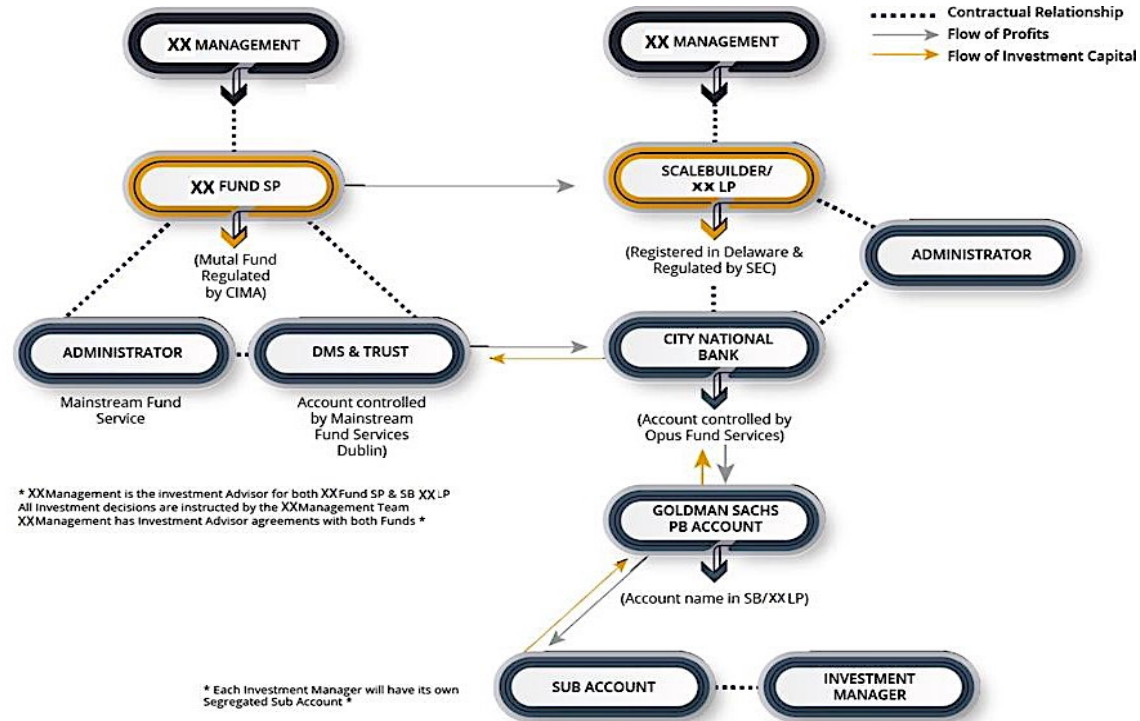 XX MANAGEMENT
XX MANAGEMENT
Contractual Relationship
Flow of Profits
Flow of Investment Capital
XX FUND SP
SCALEBUILDER/
XX LP
(Mutal Fund
Regulated
by CIMA)
(Registered in Delaware &
Regulated by SEC)
ADMINISTRATOR
ADMINISTRATOR
DMS & TRUST
CITY NATIONAL
BANK
Mainstream Fund
Service
Account controlled
by Mainstream
Fund Services
Dublin)
(Account controlled by
Opus Fund Services)
* XXManagement is the investment Advisor for both XXFund SP & SB XXLP
All Investment decisions are instructed by the XXManagement Team
XXManagement has Investment Advisor agreements with both Funds *
GOLDMAN SACHS
PB ACCOUNT
(Account name in SB/XXLP)
* Each Investment Manager will have its own
Segregated Sub Account *
SUB ACCOUNT
INVESTMENT
MANAGER